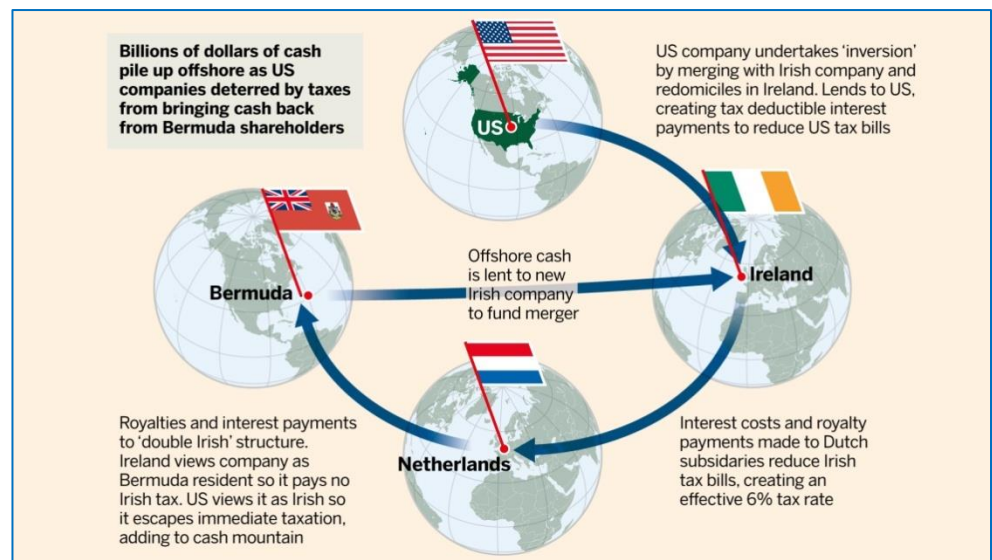 Billions of dollars of cash
pile up offshore as US
companies deterred by taxes
from bringing cash back
from Bermuda shareholders
US
US company undertakes ‘inversion’
by merging with Irish company and
redomiciles in Ireland. Lends to US,
creating tax deductible interest
payments to reduce US tax bills
Bermuda
Offshore cash
is lent to new
Irish company
to fund merger
Ireland
Royalties and interest payments
to ‘double Irish’ structure.
Ireland views company as
Bermuda resident so it pays no
Irish tax. US views it as Irish so
it escapes immediate taxation,
adding to cash mountain
Netherlands
Interest costs and royalty
payments made to Dutch
subsidaries reduce Irish
tax bills, creating an
effective 6% tax rate